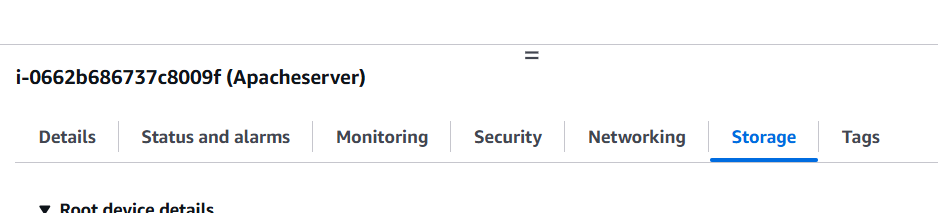 i-0662b686737c8009f (Apacheserver)
Details Status and alarms Monitoring Security Networking Storage Tags
▼ Root device details